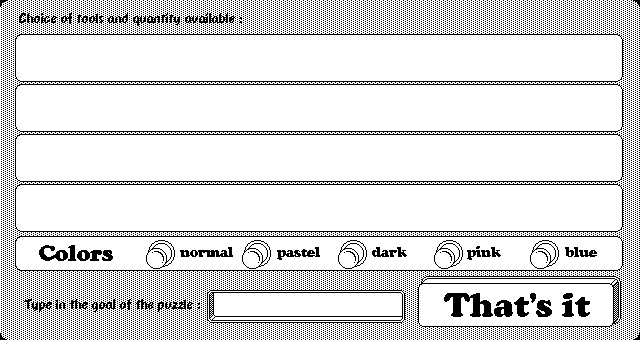 Choice of tools and quantity available :
Colors normal pastel dark pink blue
Type in the goal of the puzzle :
That's it